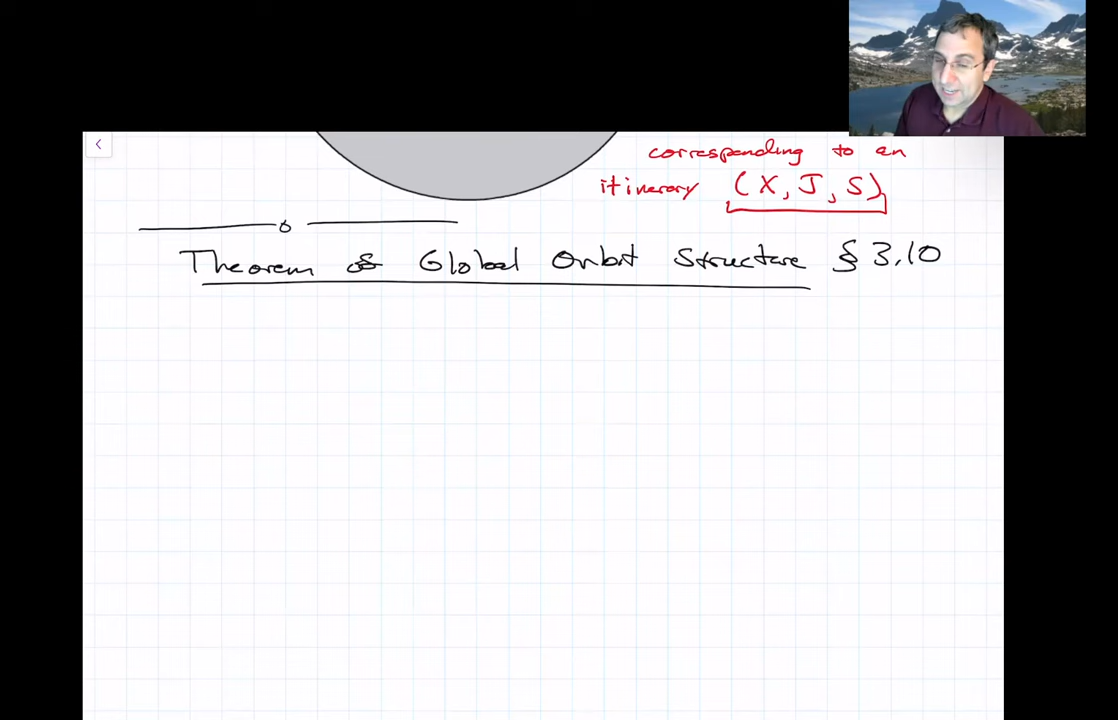 corresponding to an
itinerary (X, J, S)
Theorem of Global Orbit Structure § 3.10